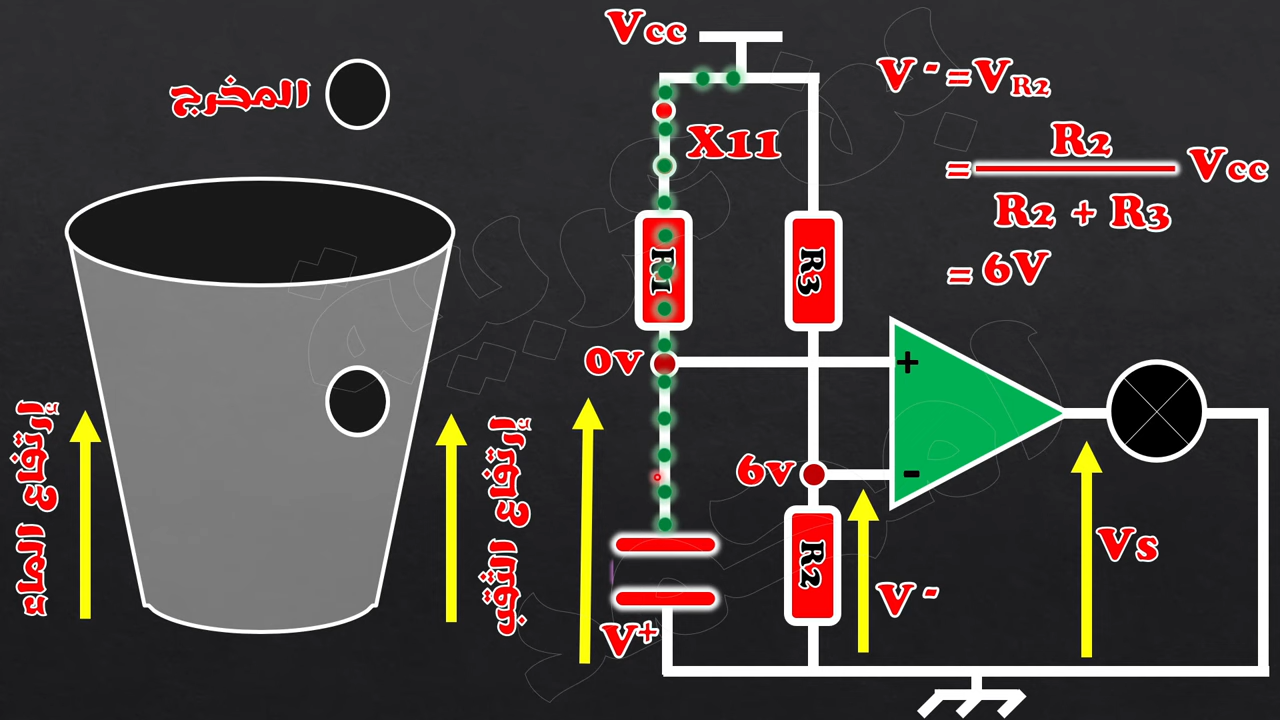 المخرج
إرتفاع الماء
إرتفاع الثقب
Vcc
X11
R1
R3
0v
6v
R2
V+
V-
Vs
+
-
V- = VR2
= R2 / R2 + R3 Vcc
= 6V